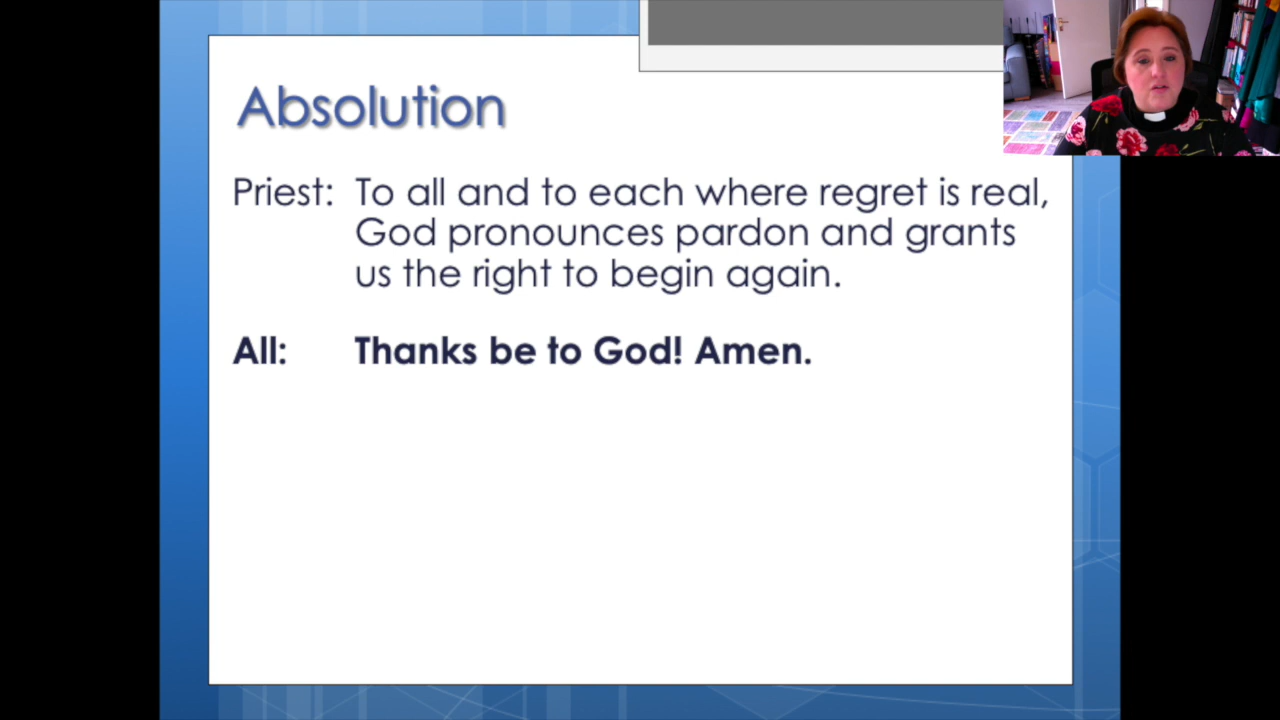 Absolution
Priest: To all and to each where regret is real,
God pronounces pardon and grants
us the right to begin again.
All: Thanks be to God! Amen.